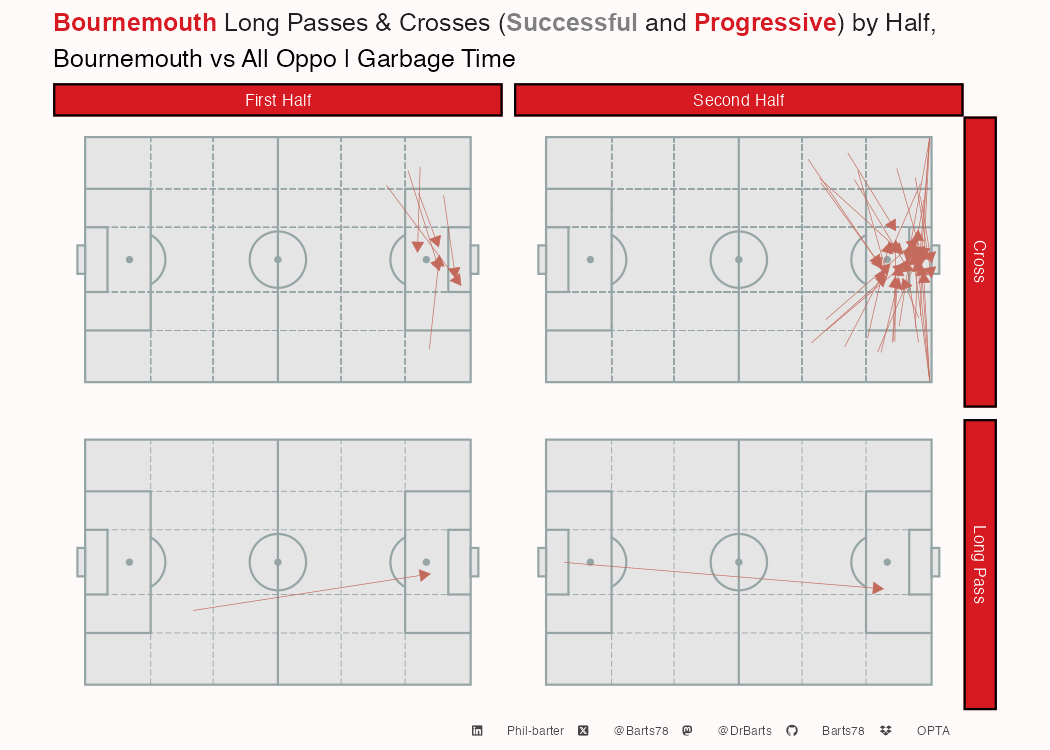 Bournemouth Long Passes & Crosses (Successful and Progressive) by Half,
Bournemouth vs All Oppo | Garbage Time
First Half
Second Half
Cross
Long Pass
Phil-barter @Barts78 @DrBarts Barts78 OPTA